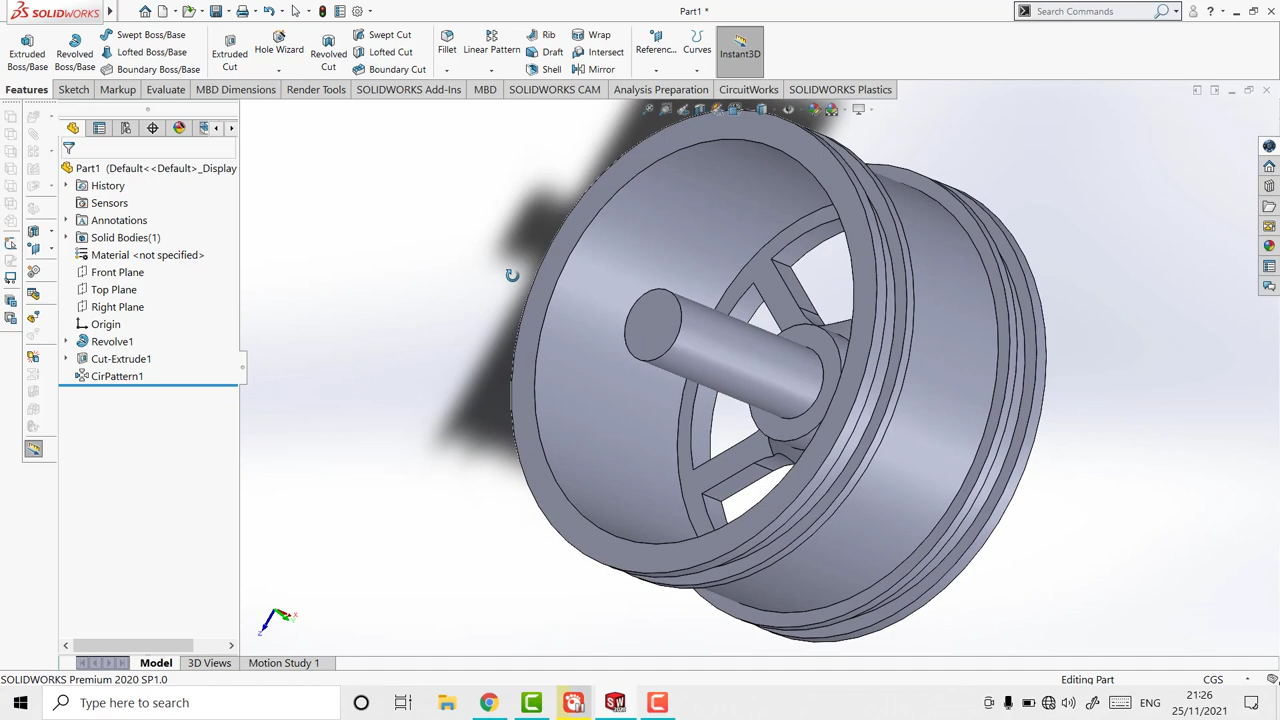 SOLIDWORKS
Part1 *
Search Commands
Extruded Boss/Base
Revolved Boss/Base
Swept Boss/Base
Lofted Boss/Base
Boundary Boss/Base
Extruded Cut
Hole Wizard
Revolved Cut
Swept Cut
Lofted Cut
Boundary Cut
Fillet
Linear Pattern
Rib
Draft
Shell
Wrap
Intersect
Mirror
Referenc...
Curves
Instant3D
Features
Sketch
Markup
Evaluate
MBD Dimensions
Render Tools
SOLIDWORKS Add-Ins
MBD
SOLIDWORKS CAM
Analysis Preparation
CircuitWorks
SOLIDWORKS Plastics
Part1 (Default<<Default>_Display
History
Sensors
Annotations
Solid Bodies(1)
Material <not specified>
Front Plane
Top Plane
Right Plane
Origin
Revolve1
Cut-Extrude1
CirPattern1
X
Y
Z
Model
3D Views
Motion Study 1
SOLIDWORKS Premium 2020 SP1.0
Editing Part
CGS
Type here to search
ENG
21:26
25/11/2021